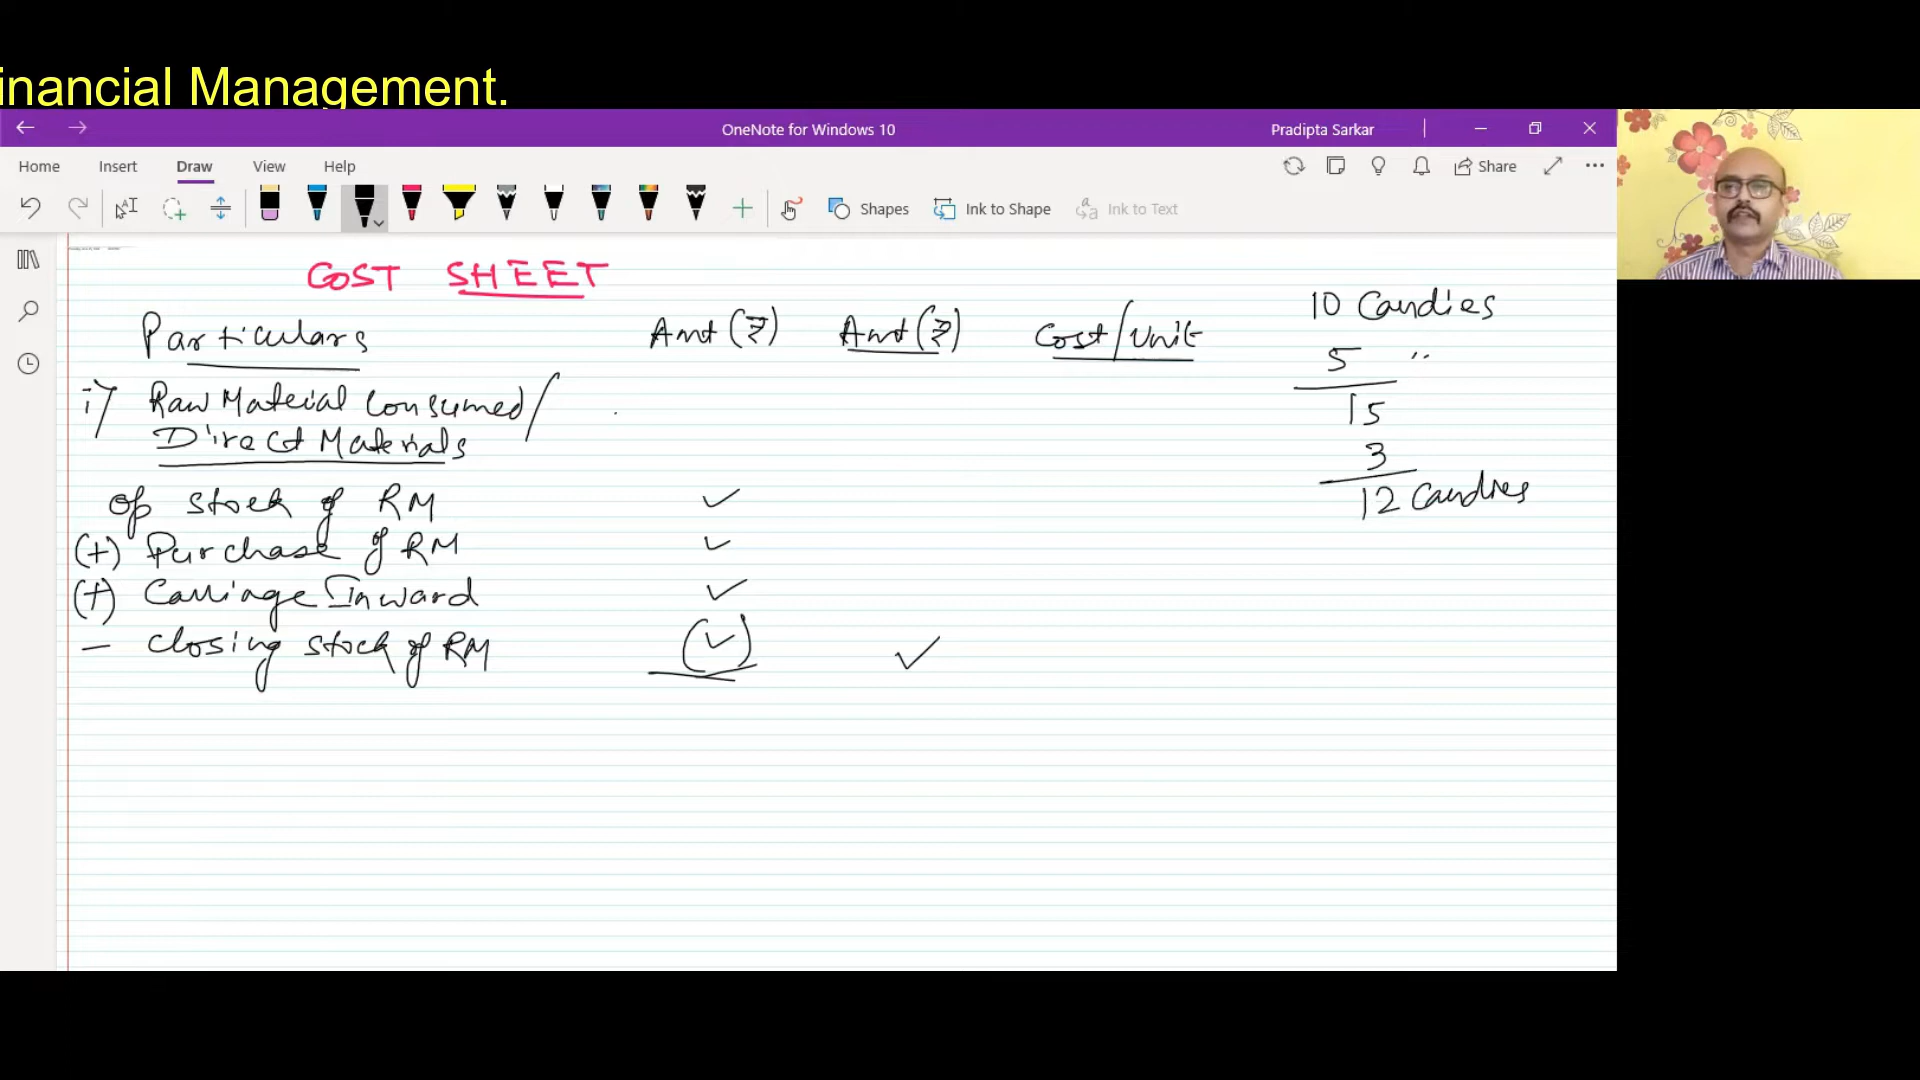 inancial Management.
OneNote for Windows 10
Pradipta Sarkar
Home Insert Draw View Help
Share
Shapes
Ink to Shape
Ink to Text
COST SHEET
Particulars Amt (₹) Amt (₹) Cost/Unit
i) Raw Material Consumed/
Direct Materials
op stock of RM ✓
(+) Purchase of RM ✓
(+) Carriage Inward ✓
— closing stock of RM (✓) ✓
10 Candies
5 "
15
3
12 Candies